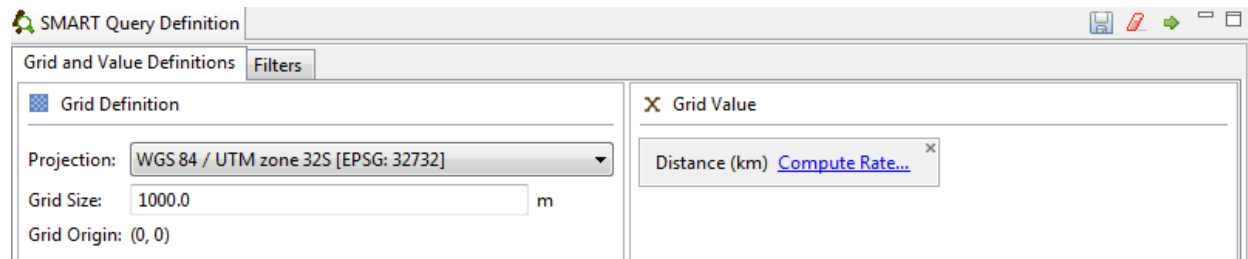 SMART Query Definition
Grid and Value Definitions Filters
Grid Definition
Projection: WGS 84 / UTM zone 32S [EPSG: 32732]
Grid Size: 1000.0 m
Grid Origin: (0, 0)
Grid Value
Distance (km) Compute Rate...